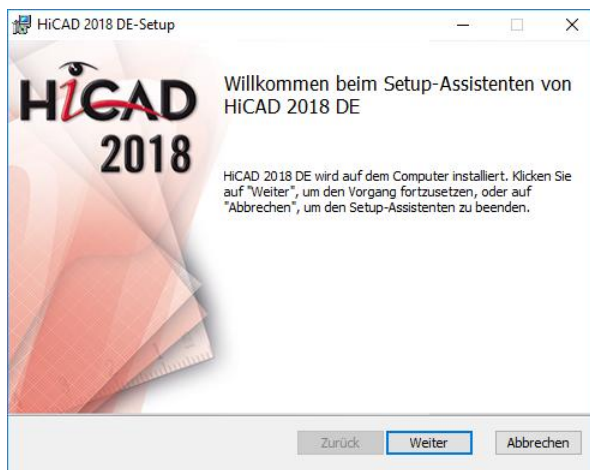 HiCAD 2018 DE-Setup
HiCAD
2018
Willkommen beim Setup-Assistenten von
HiCAD 2018 DE
HiCAD 2018 DE wird auf dem Computer installiert. Klicken Sie
auf "Weiter", um den Vorgang fortzusetzen, oder auf
"Abbrechen", um den Setup-Assistenten zu beenden.
Zurück Weiter Abbrechen